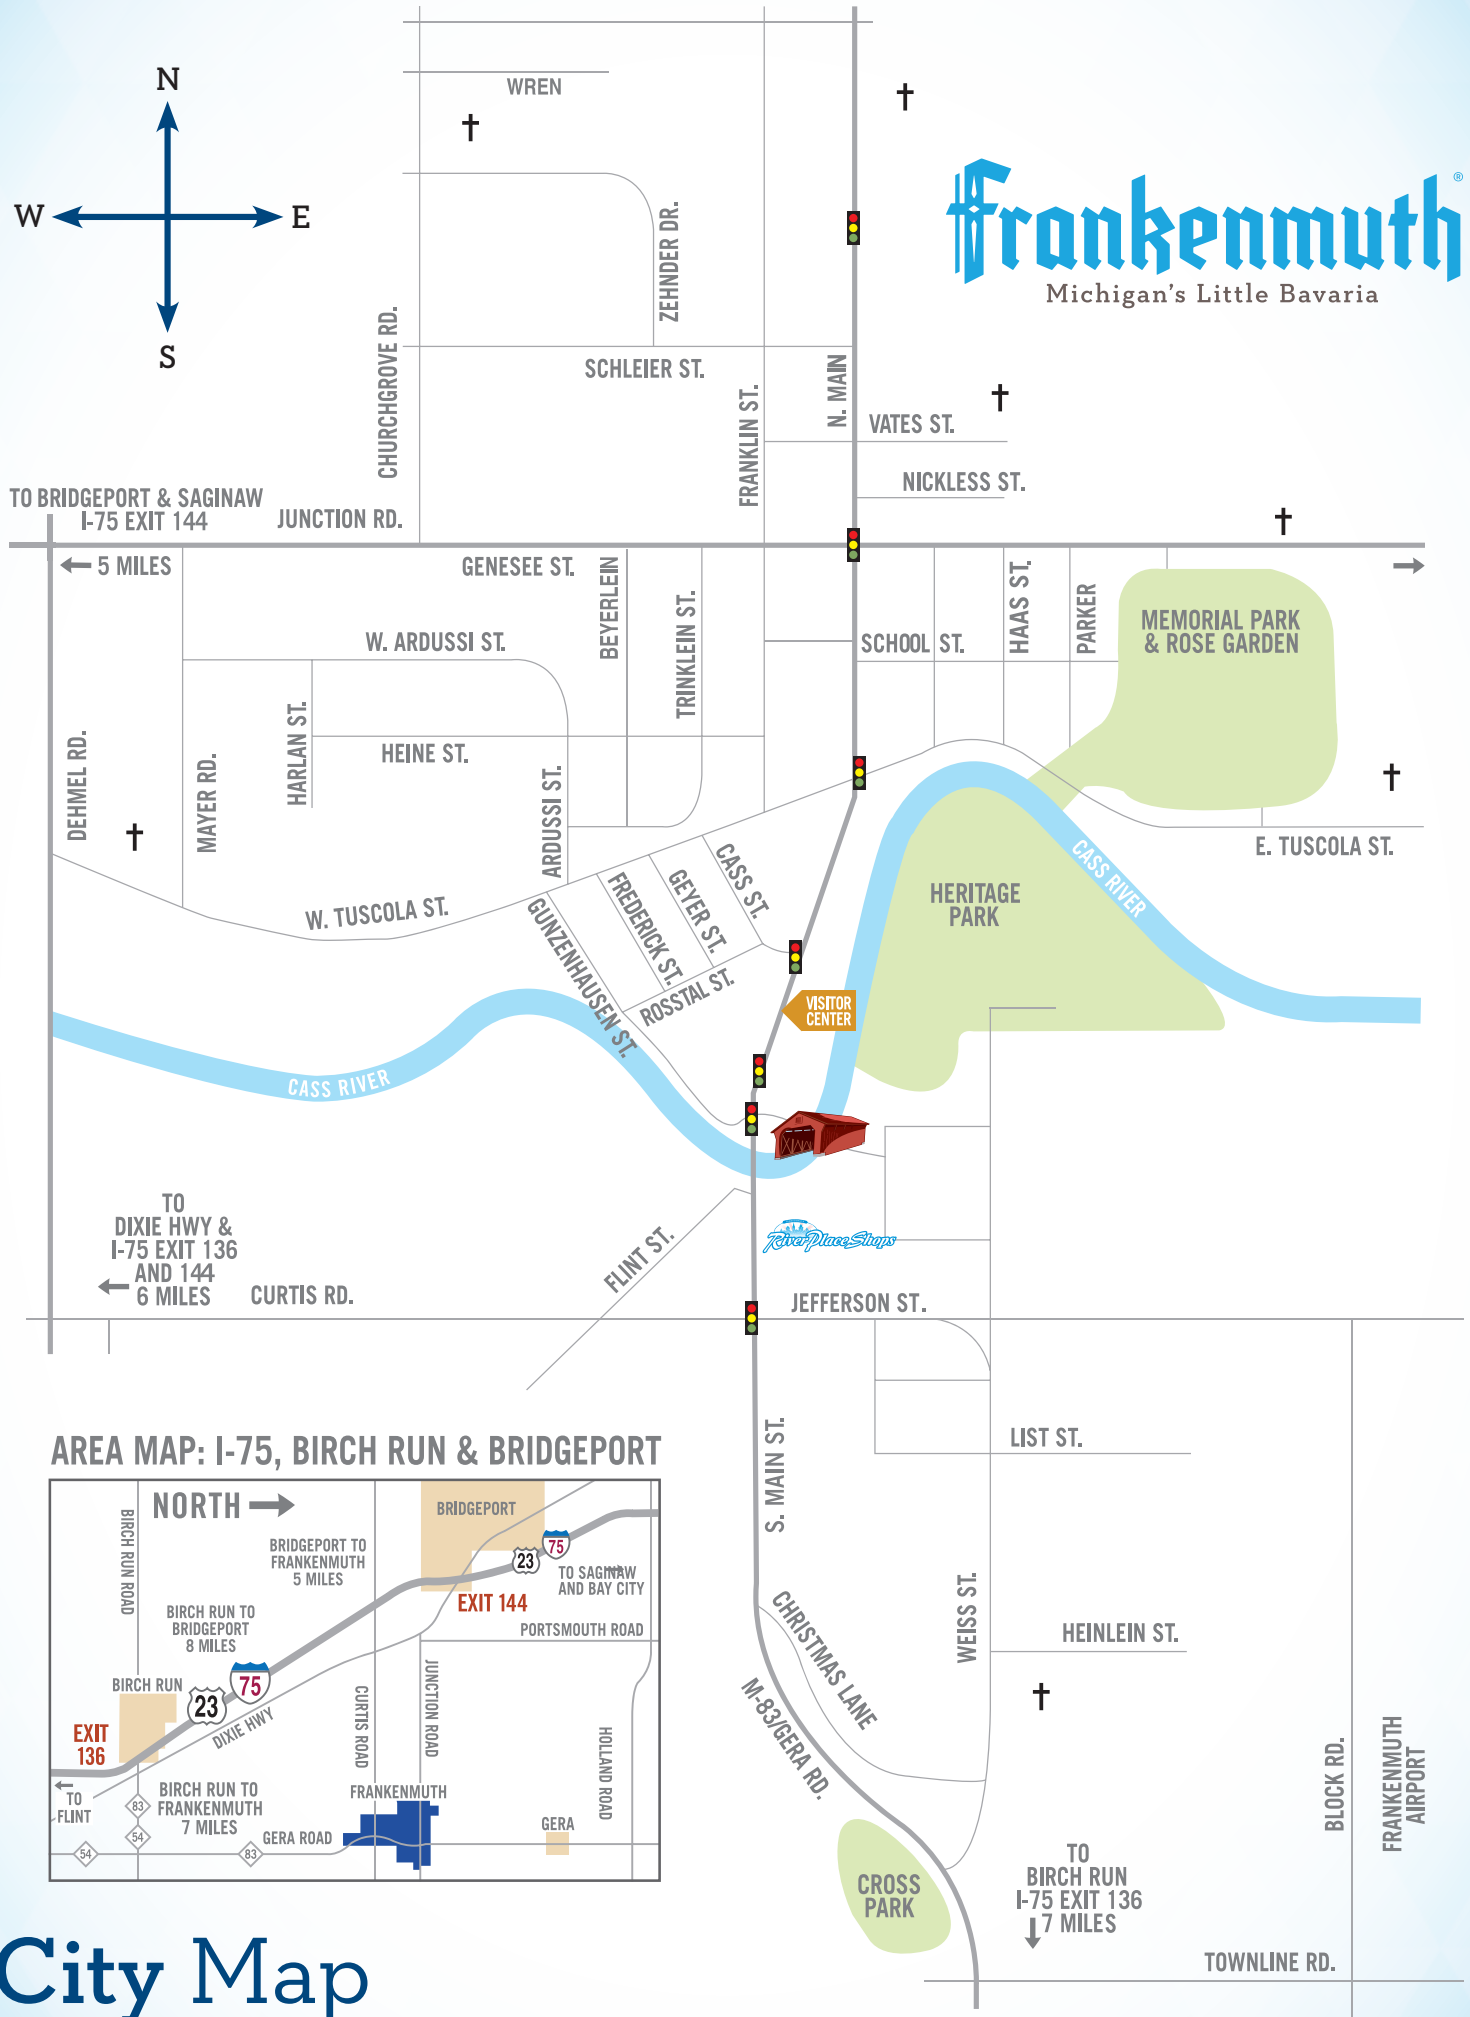 N
W
E
S
WREN
Frankenmuth®
Michigan's Little Bavaria
ZEHNDER DR.
CHURCHGROVE RD.
SCHLEIER ST.
FRANKLIN ST.
N. MAIN
VATES ST.
NICKLESS ST.
TO BRIDGEPORT & SAGINAW
I-75 EXIT 144
JUNCTION RD.
5 MILES
GENESEE ST.
BEYERLEIN
TRINKLEIN ST.
SCHOOL ST.
HAAS ST.
PARKER
MEMORIAL PARK
& ROSE GARDEN
W. ARDUSSI ST.
HARLAN ST.
HEINE ST.
DEHMEL RD.
MAYER RD.
ARDUSSI ST.
E. TUSCOLA ST.
CASS RIVER
HERITAGE
PARK
W. TUSCOLA ST.
CASS ST.
GEYER ST.
FREDERICK ST.
GUNZENHAUSEN ST.
ROSSTAL ST.
VISITOR
CENTER
CASS RIVER
TO
DIXIE HWY &
I-75 EXIT 136
AND 144
6 MILES
CURTIS RD.
FLINT ST.
RiverPlaceShops
JEFFERSON ST.
S. MAIN ST.
LIST ST.
WEISS ST.
CHRISTMAS LANE
M-83/GERA RD.
HEINLEIN ST.
BLOCK RD.
FRANKENMUTH
AIRPORT
CROSS
PARK
TO
BIRCH RUN
I-75 EXIT 136
7 MILES
TOWNLINE RD.
AREA MAP: I-75, BIRCH RUN & BRIDGEPORT
NORTH
BIRCH RUN ROAD
BRIDGEPORT
BRIDGEPORT TO
FRANKENMUTH
5 MILES
23
75
TO SAGINAW
AND BAY CITY
EXIT 144
BIRCH RUN TO
BRIDGEPORT
8 MILES
PORTSMOUTH ROAD
BIRCH RUN
23
75
DIXIE HWY
CURTIS ROAD
JUNCTION ROAD
HOLLAND ROAD
EXIT
136
TO
FLINT
83
54
54
83
BIRCH RUN TO
FRANKENMUTH
7 MILES
GERA ROAD
FRANKENMUTH
GERA
City Map